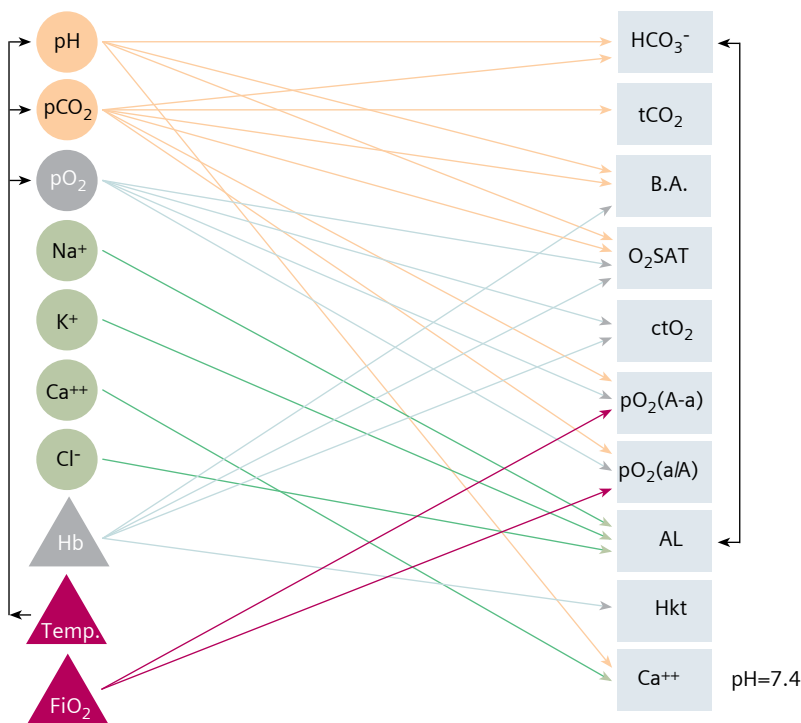 pH
pCO₂
pO₂
Na⁺
K⁺
Ca⁺⁺
Cl⁻
Hb
Temp.
FiO₂
HCO₃⁻
tCO₂
B.A.
O₂SAT
ctO₂
pO₂(A-a)
pO₂(a/A)
AL
Hkt
Ca⁺⁺ pH=7.4